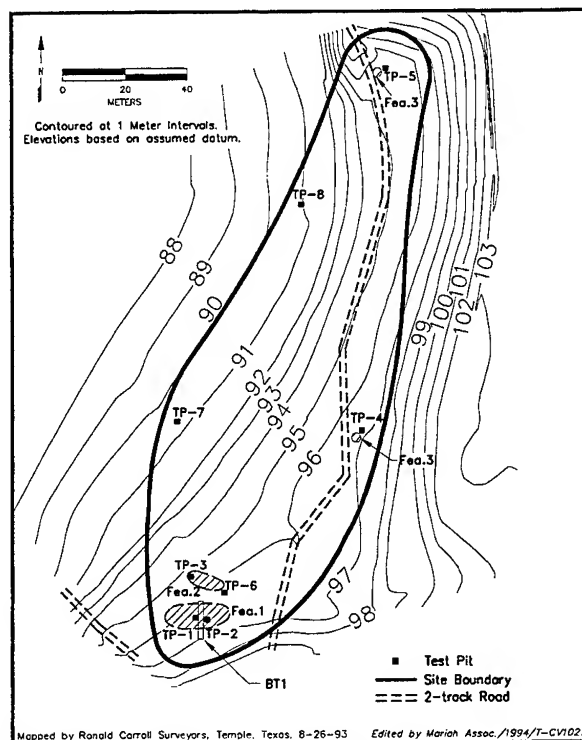 N
0 20 40
METERS
Contoured at 1 Meter Intervals.
Elevations based on assumed datum.
TP-5
Fea.3
TP-8
88
89
90
91
92
93
94
95
96
97
98
99
100
101
102
103
TP-7
TP-4
Fea.3
TP-3
Fea.2
TP-6
Fea.1
TP-1
TP-2
BT1
Test Pit
Site Boundary
2-track Road
Mapped by Ronald Carroll Surveyors, Temple, Texas, 8-26-93 Edited by Mariah Assoc./1994/T-CV102